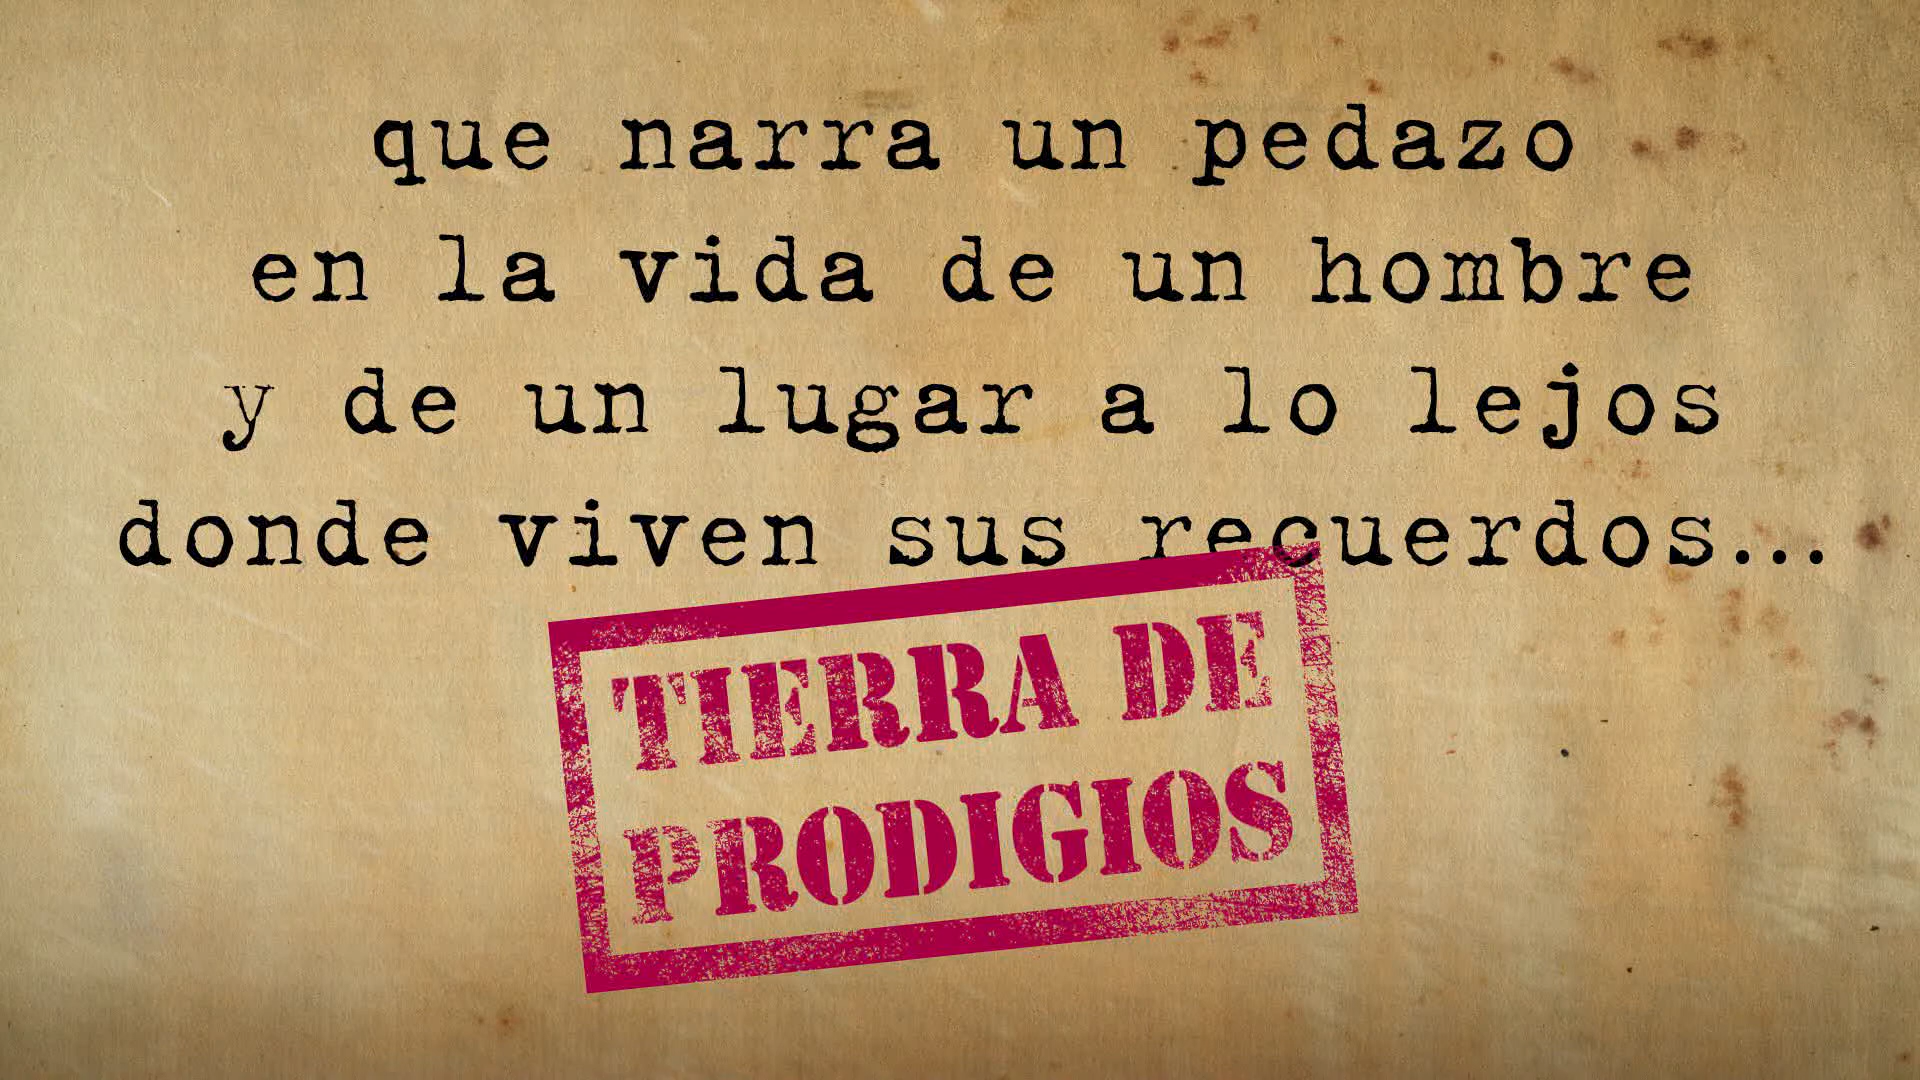 que narra un pedazo
en la vida de un hombre
y de un lugar a lo lejos
donde viven sus recuerdos...
TIERRA DE
PRODIGIOS